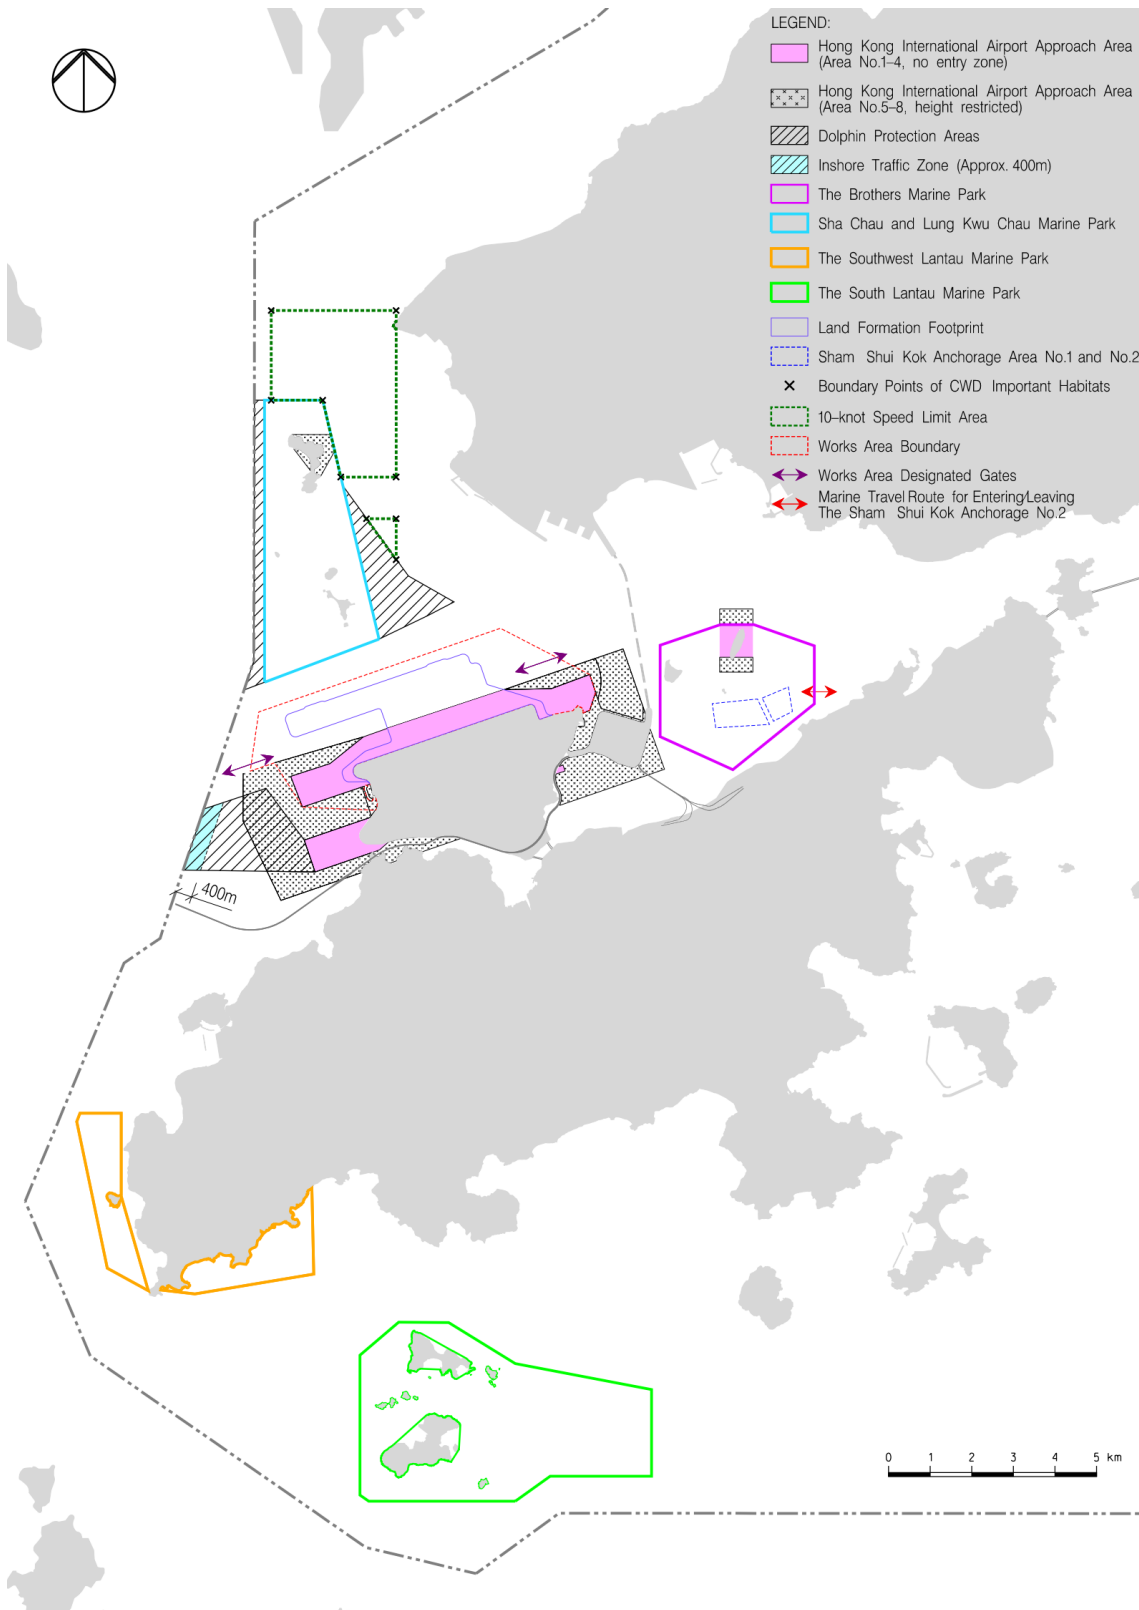 LEGEND:
Hong Kong International Airport Approach Area
(Area No.1–4, no entry zone)
Hong Kong International Airport Approach Area
(Area No.5–8, height restricted)
Dolphin Protection Areas
Inshore Traffic Zone (Approx. 400m)
The Brothers Marine Park
Sha Chau and Lung Kwu Chau Marine Park
The Southwest Lantau Marine Park
The South Lantau Marine Park
Land Formation Footprint
Sham Shui Kok Anchorage Area No.1 and No.2
Boundary Points of CWD Important Habitats
10–knot Speed Limit Area
Works Area Boundary
Works Area Designated Gates
Marine Travel Route for Entering/Leaving
The Sham Shui Kok Anchorage No.2
400m
0 1 2 3 4 5 km